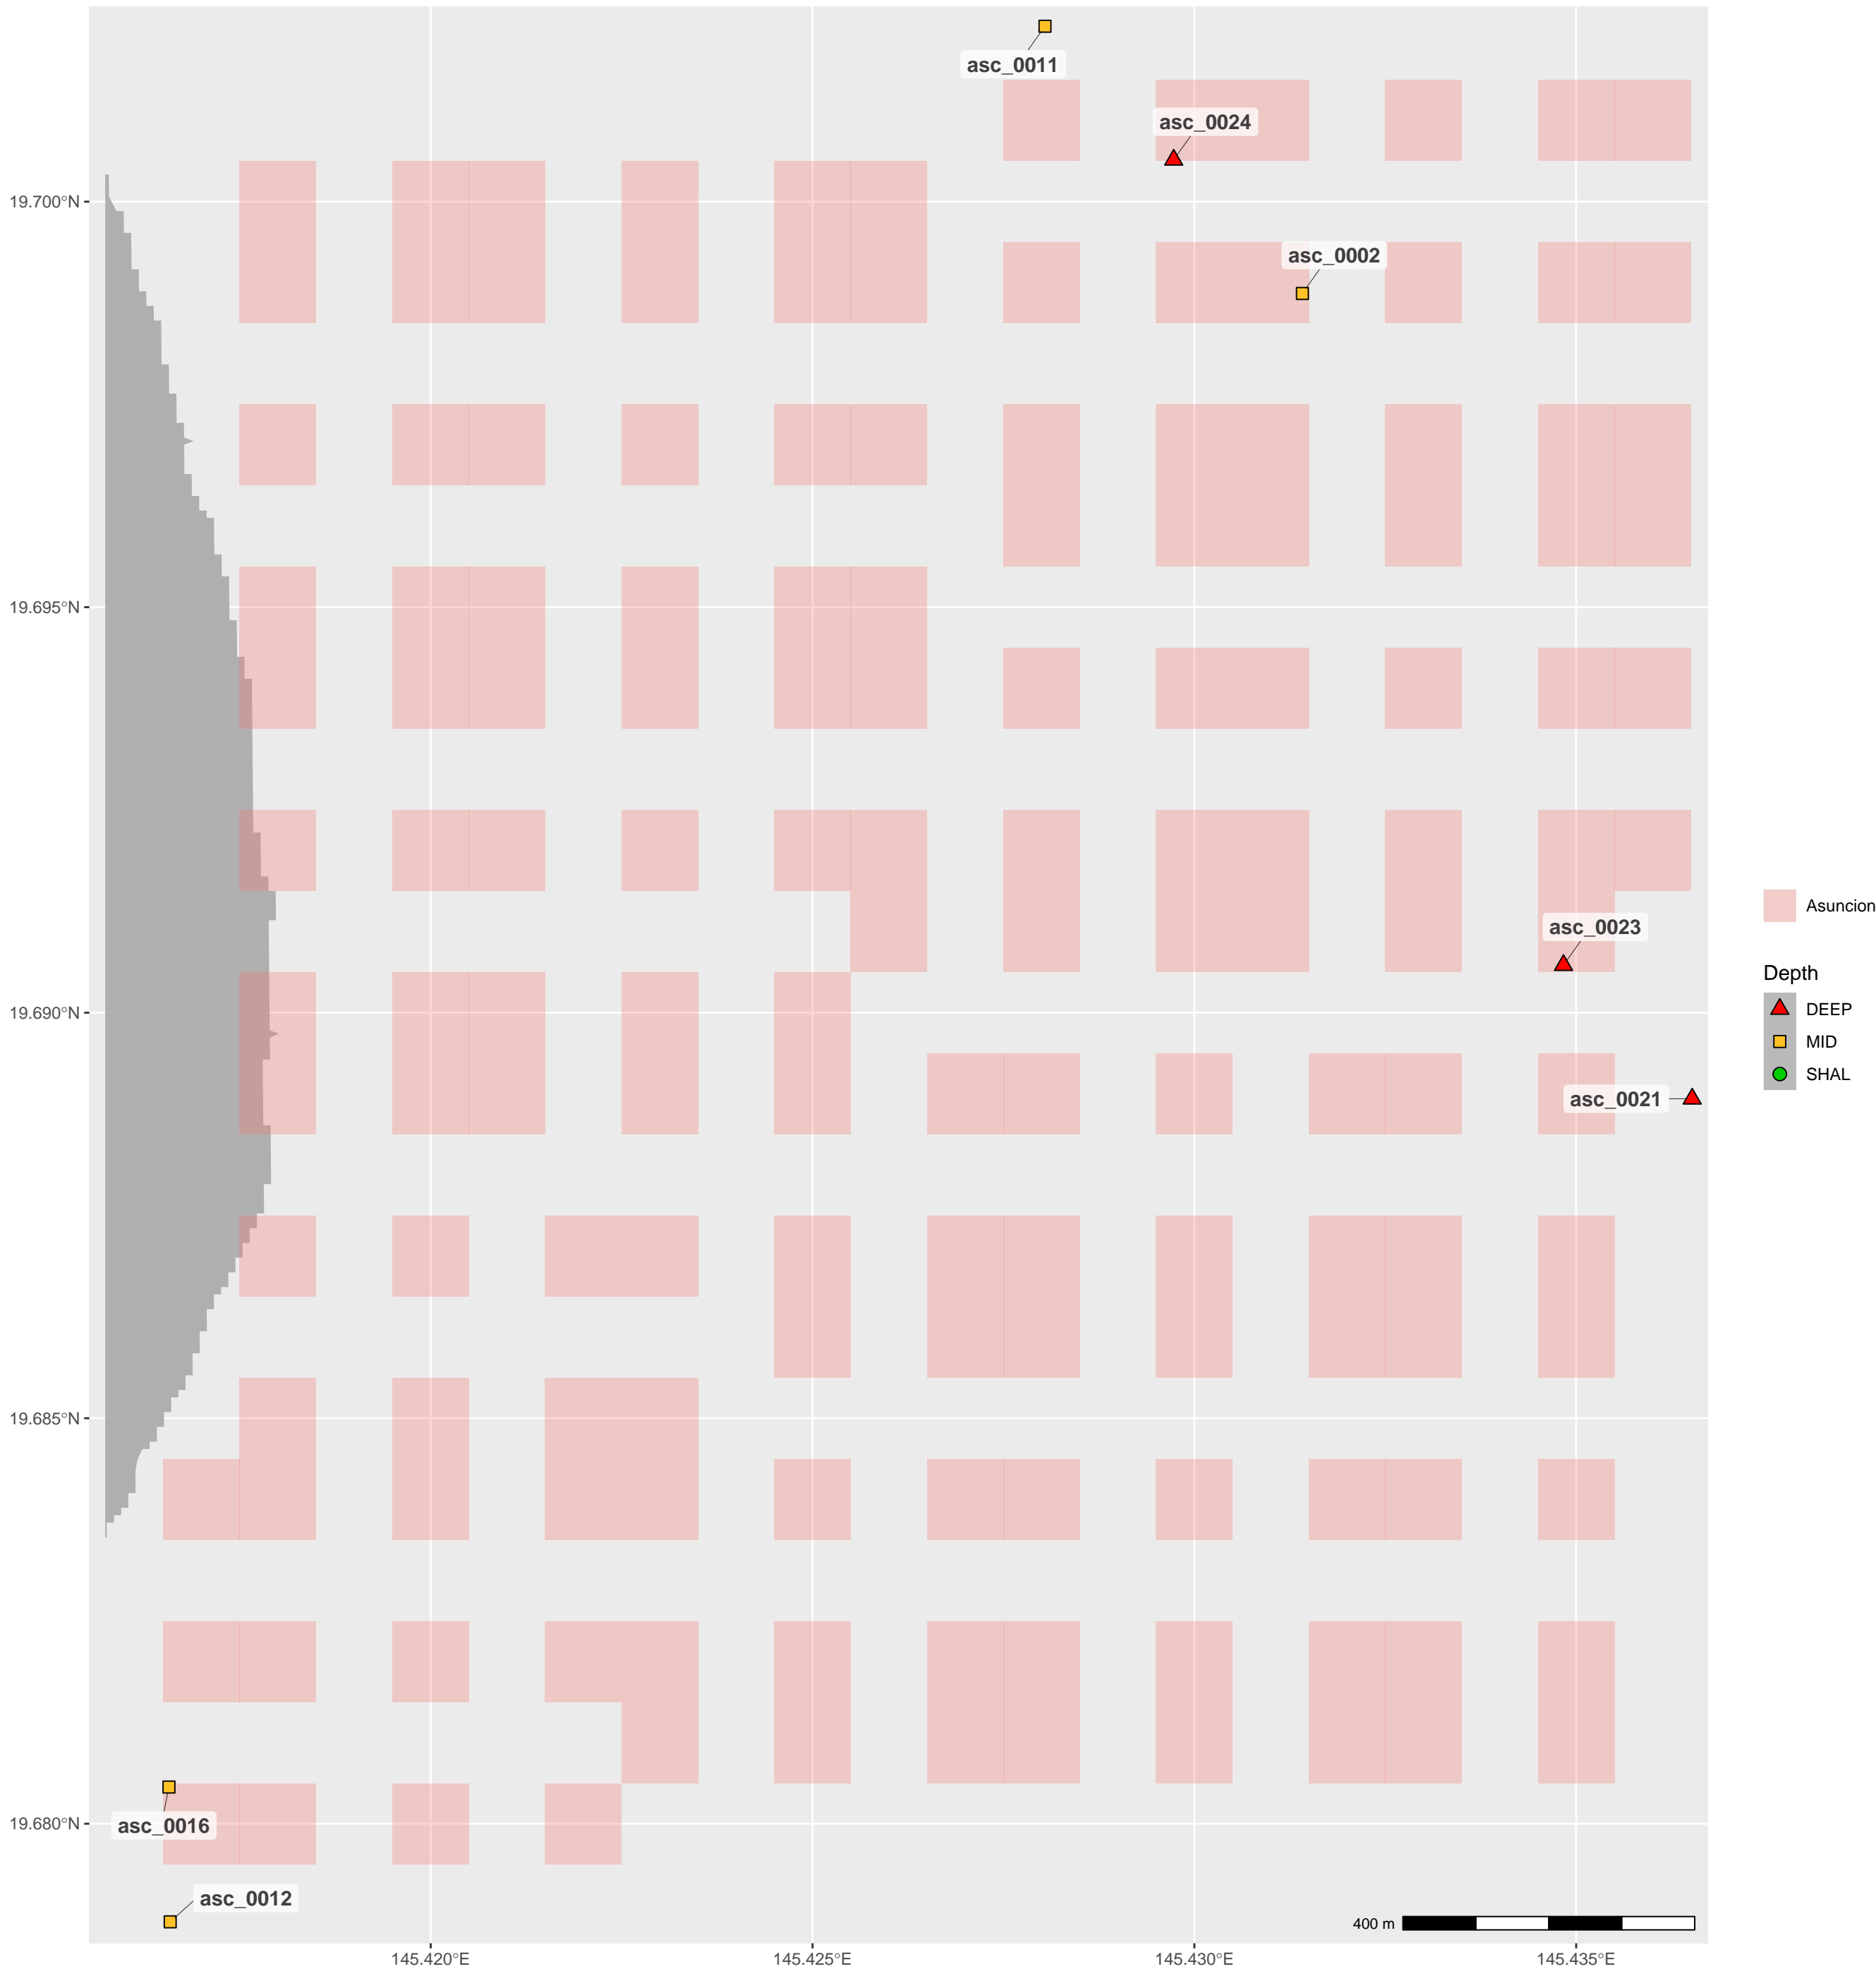 asc_0011
asc_0024
19.700°N
asc_0002
19.695°N
Asuncion
asc_0023
Depth
DEEP
19.690°N
MID
SHAL
asc_0021
19.685°N
asc_0016
19.680°N
asc_0012
400 m
145.420°E
145.425°E
145.430°E
145.435°E